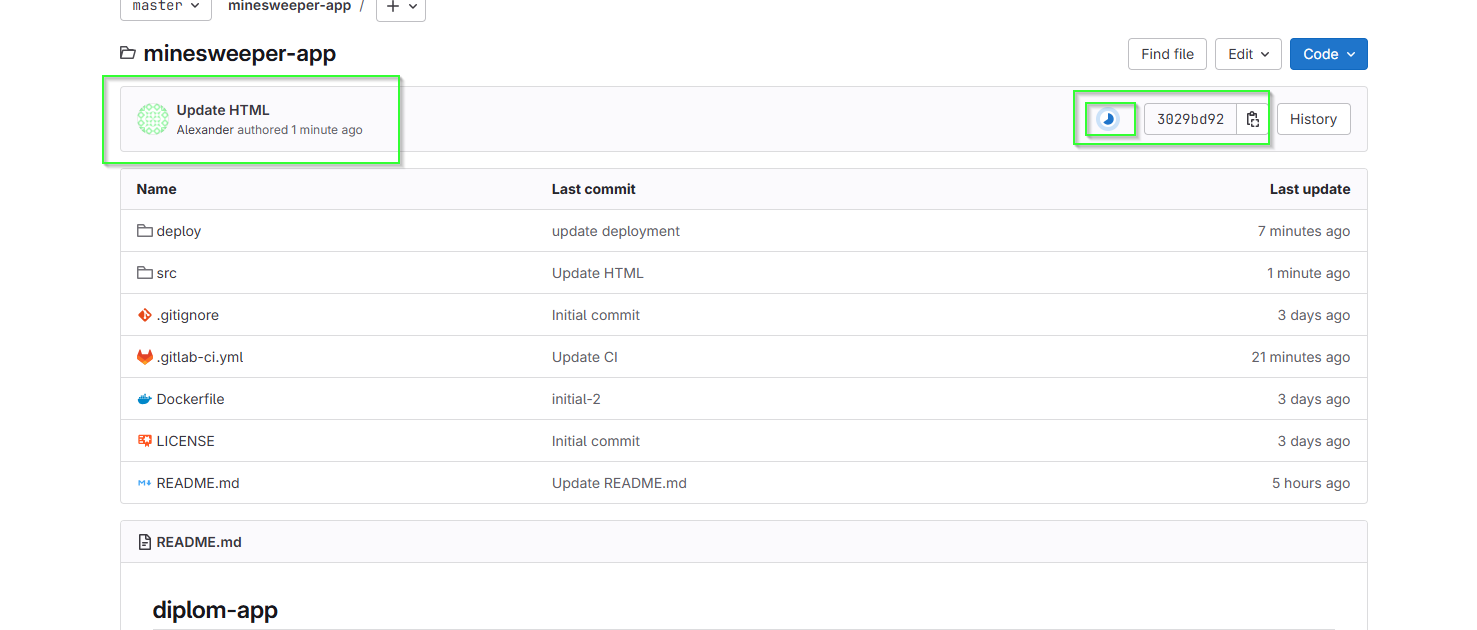 master minesweeper-app / +
minesweeper-app
Find file Edit Code
Update HTML
Alexander authored 1 minute ago
3029bd92 History
Name Last commit Last update
deploy update deployment 7 minutes ago
src Update HTML 1 minute ago
.gitignore Initial commit 3 days ago
.gitlab-ci.yml Update CI 21 minutes ago
Dockerfile initial-2 3 days ago
LICENSE Initial commit 3 days ago
README.md Update README.md 5 hours ago
README.md
diplom-app